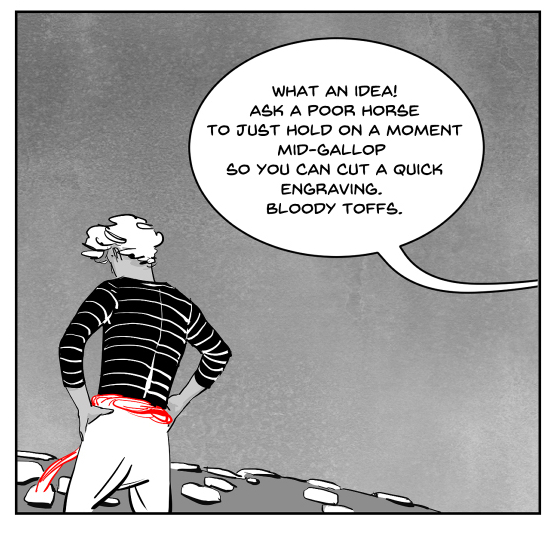 WHAT AN IDEA!
ASK A POOR HORSE
TO JUST HOLD ON A MOMENT
MID-GALLOP
SO YOU CAN CUT A QUICK
ENGRAVING.
BLOODY TOFFS.